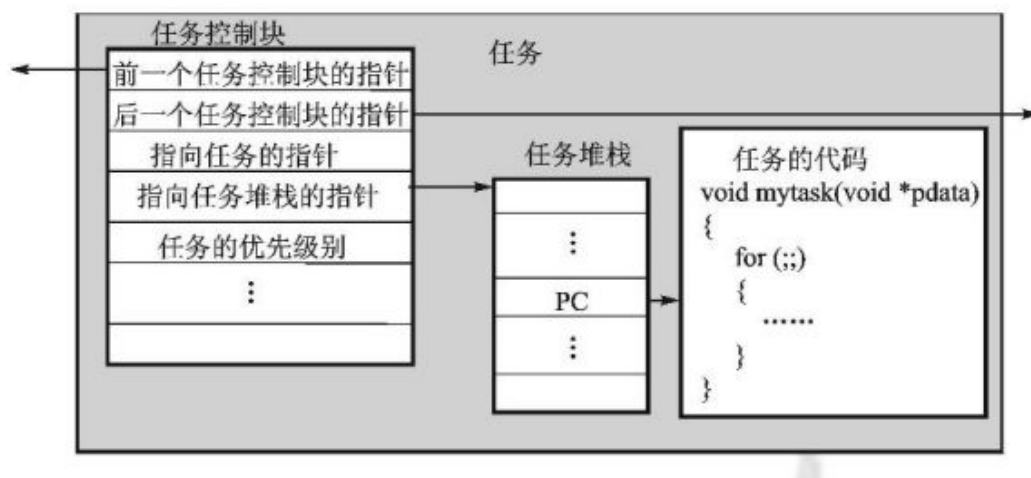 任务控制块
任务
前一个任务控制块的指针
后一个任务控制块的指针
指向任务的指针
指向任务堆栈的指针
任务的优先级别
⋮
任务堆栈
⋮
PC
⋮
任务的代码
void mytask(void *pdata)
{
for (;;)
{
……
}
}